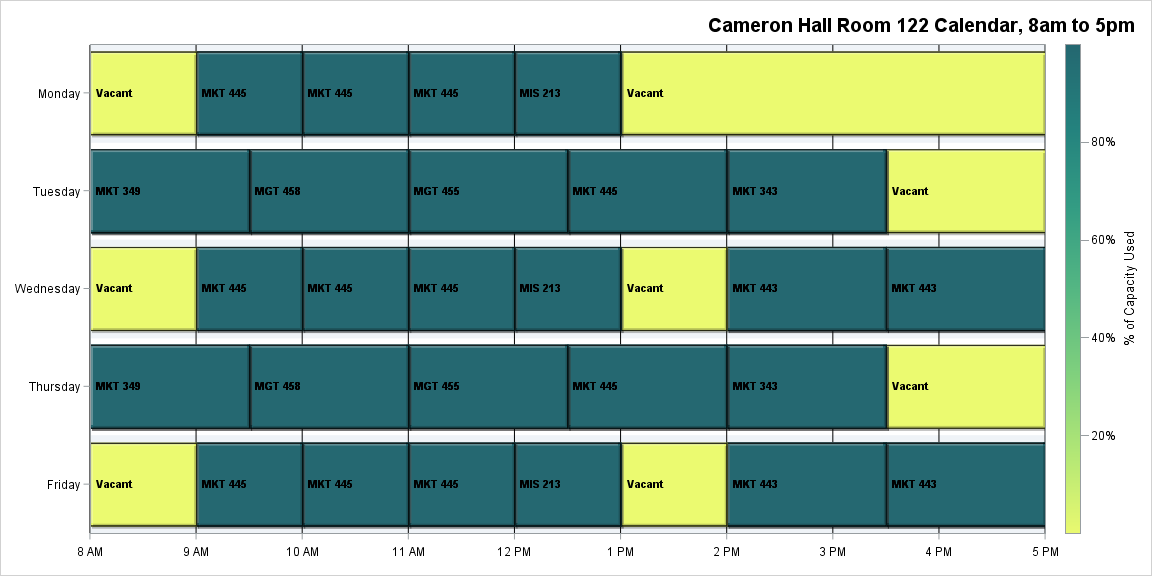 Cameron Hall Room 122 Calendar, 8am to 5pm
Monday Vacant MKT 445 MKT 445 MKT 445 MIS 213 Vacant
Tuesday MKT 349 MGT 458 MGT 455 MKT 445 MKT 343 Vacant
Wednesday Vacant MKT 445 MKT 445 MKT 445 MIS 213 Vacant MKT 443 MKT 443
Thursday MKT 349 MGT 458 MGT 455 MKT 445 MKT 343 Vacant
Friday Vacant MKT 445 MKT 445 MKT 445 MIS 213 Vacant MKT 443 MKT 443
8 AM 9 AM 10 AM 11 AM 12 PM 1 PM 2 PM 3 PM 4 PM 5 PM
80%
60%
40%
20%
% of Capacity Used